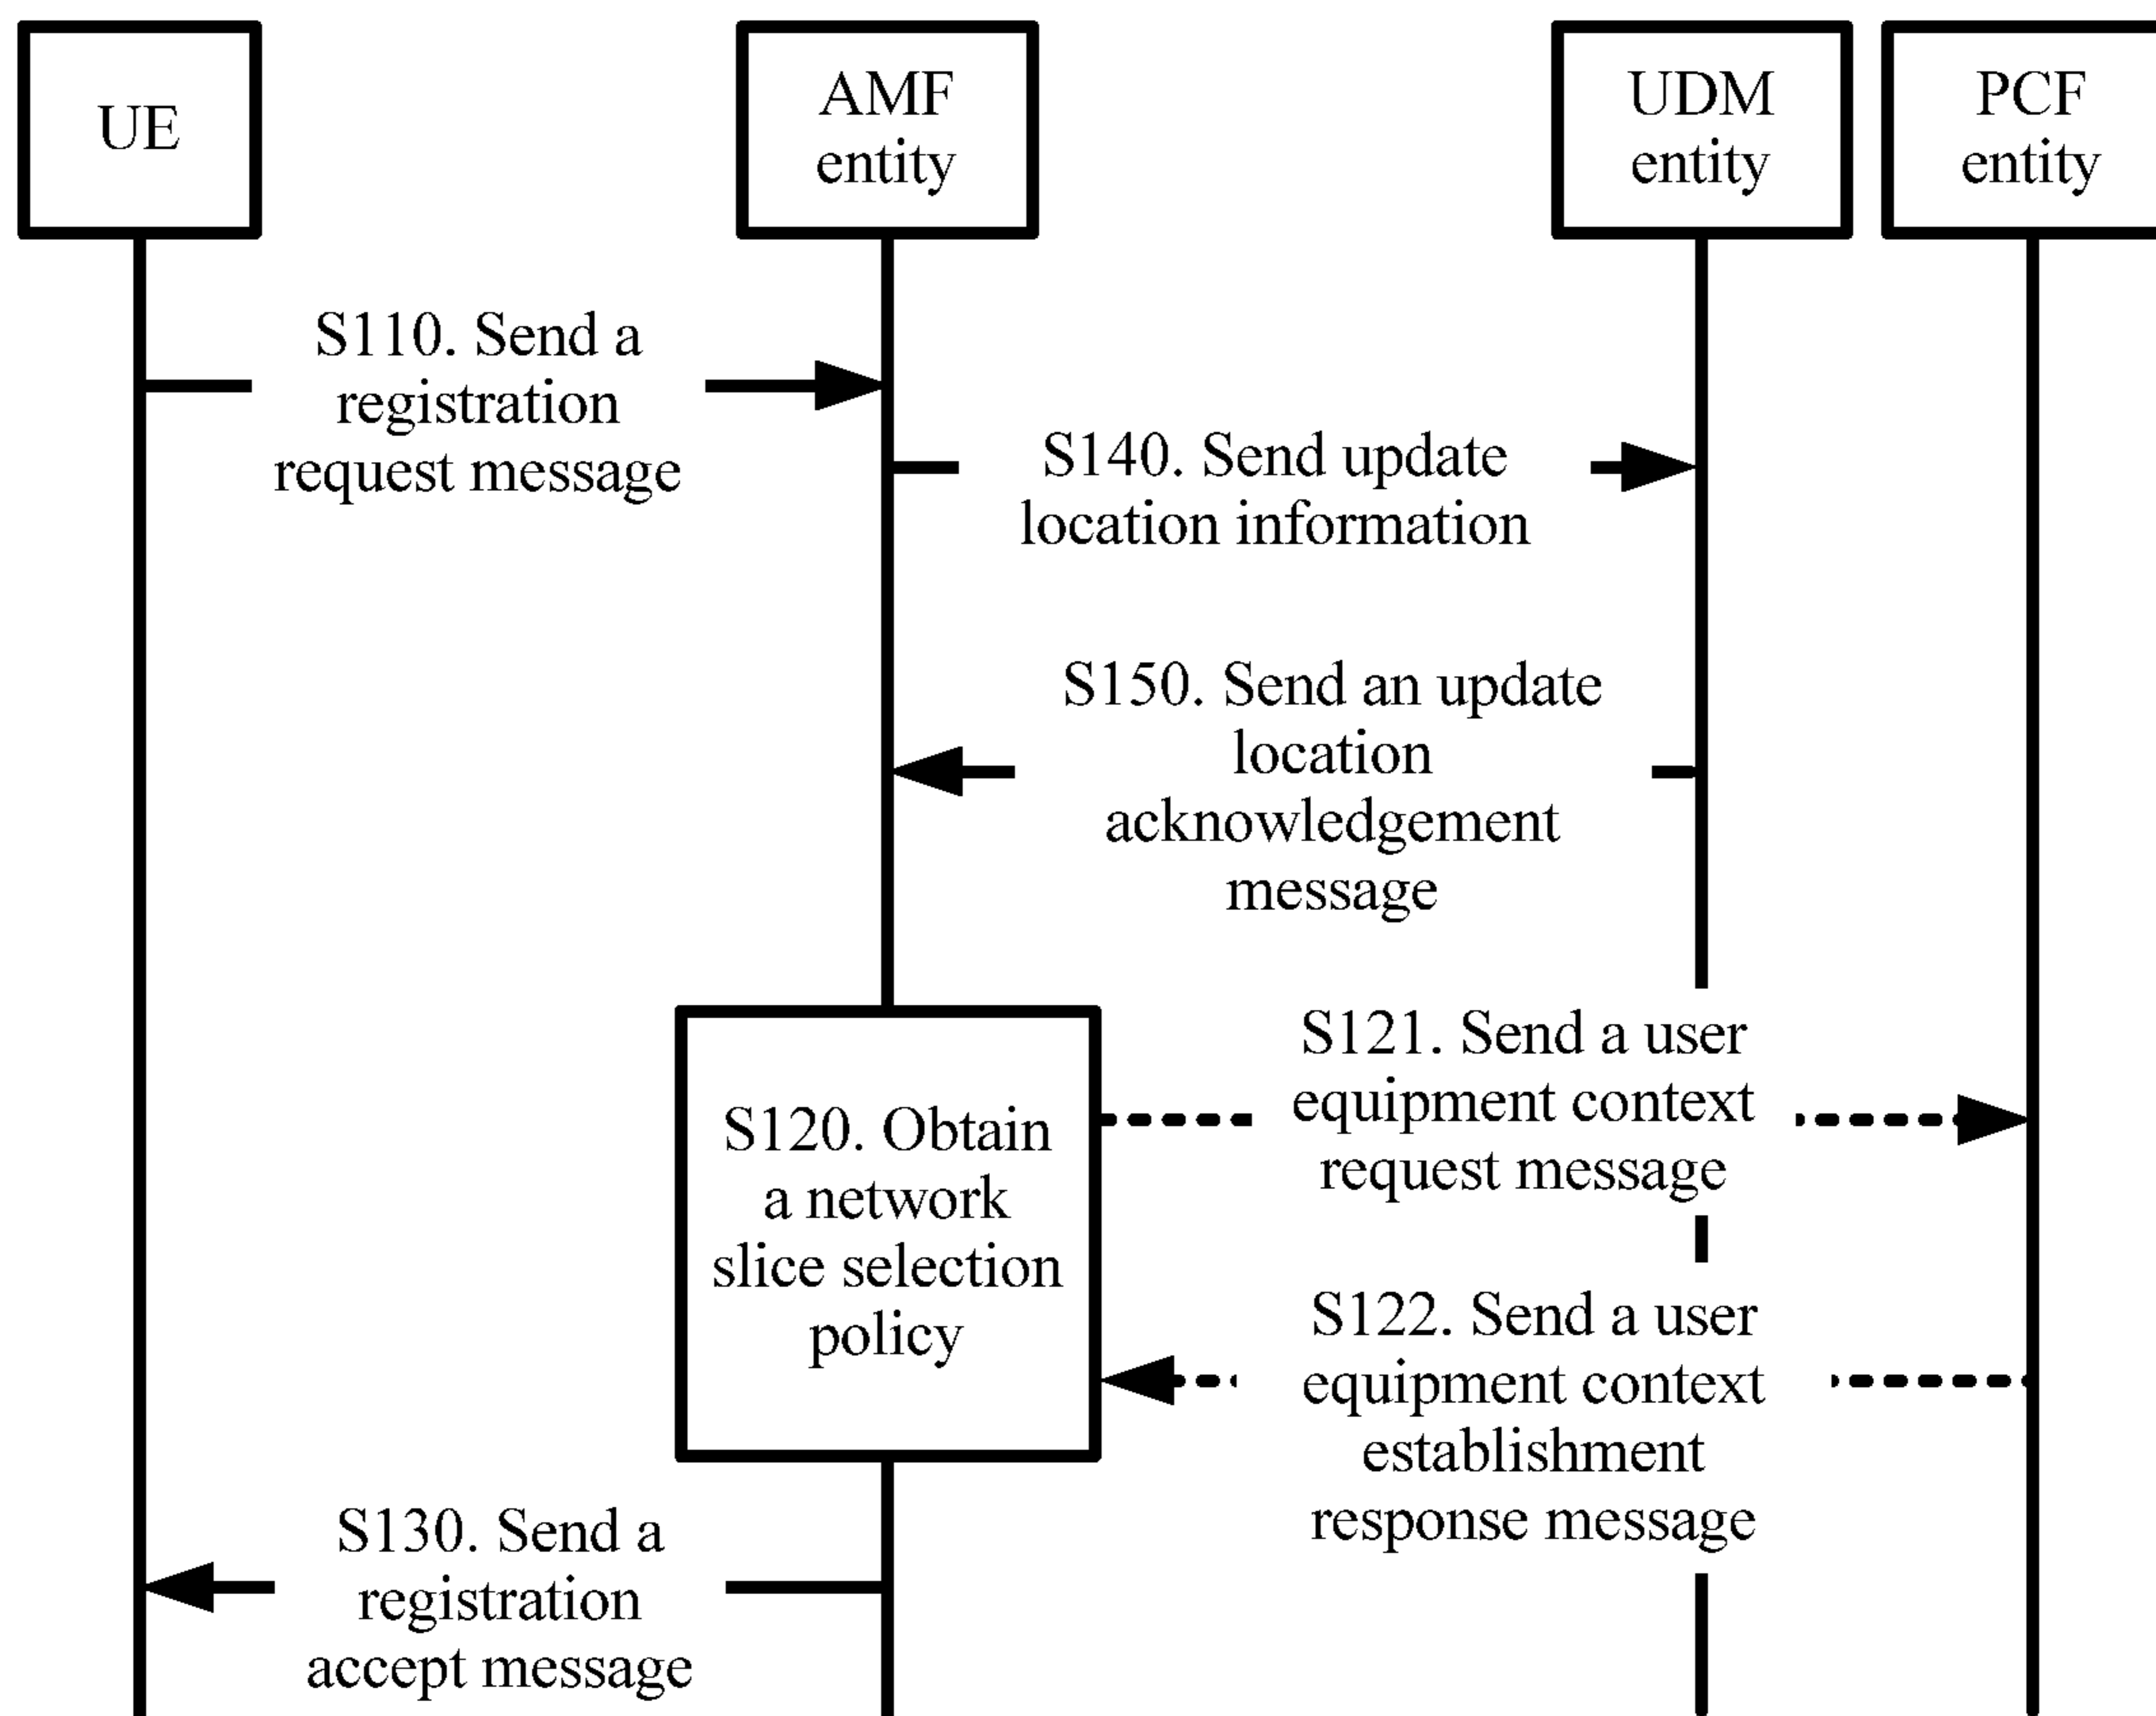 UE
AMF
entity
UDM
entity
PCF
entity
S110. Send a
registration
request message
S140. Send update
location information
S150. Send an update
location
acknowledgement
message
S120. Obtain
a network
slice selection
policy
S121. Send a user
equipment context
request message
S122. Send a user
equipment context
establishment
response message
S130. Send a
registration
accept message